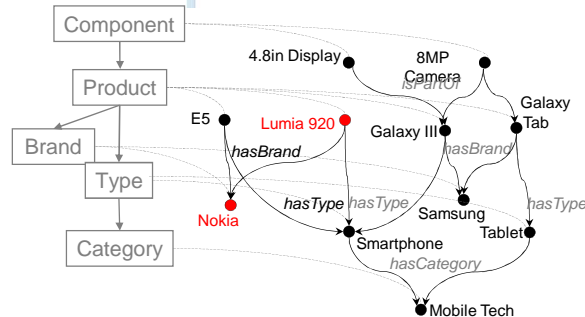 Component
4.8in Display
8MP
Camera
isPartOf
Product
Galaxy
Tab
E5
Lumia 920
Galaxy III
Brand
hasBrand
hasBrand
Type
hasType
hasType
hasType
Nokia
Samsung
Smartphone
Tablet
Category
hasCategory
Mobile Tech